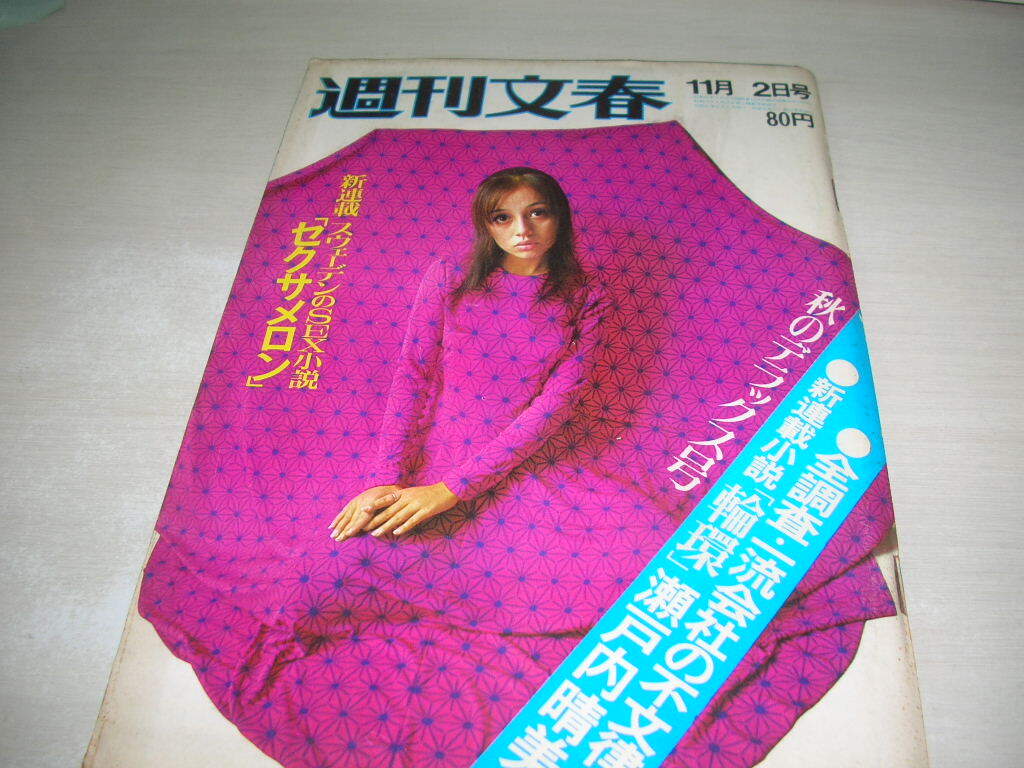 週刊文春
11月 2日号
80円
新連載
スウェーデンのSEX小説
「ゼクサメロン」
秋のデラックス号
●全調査・一流会社の不文律
●新連載小説「輪環」瀬戸内晴美